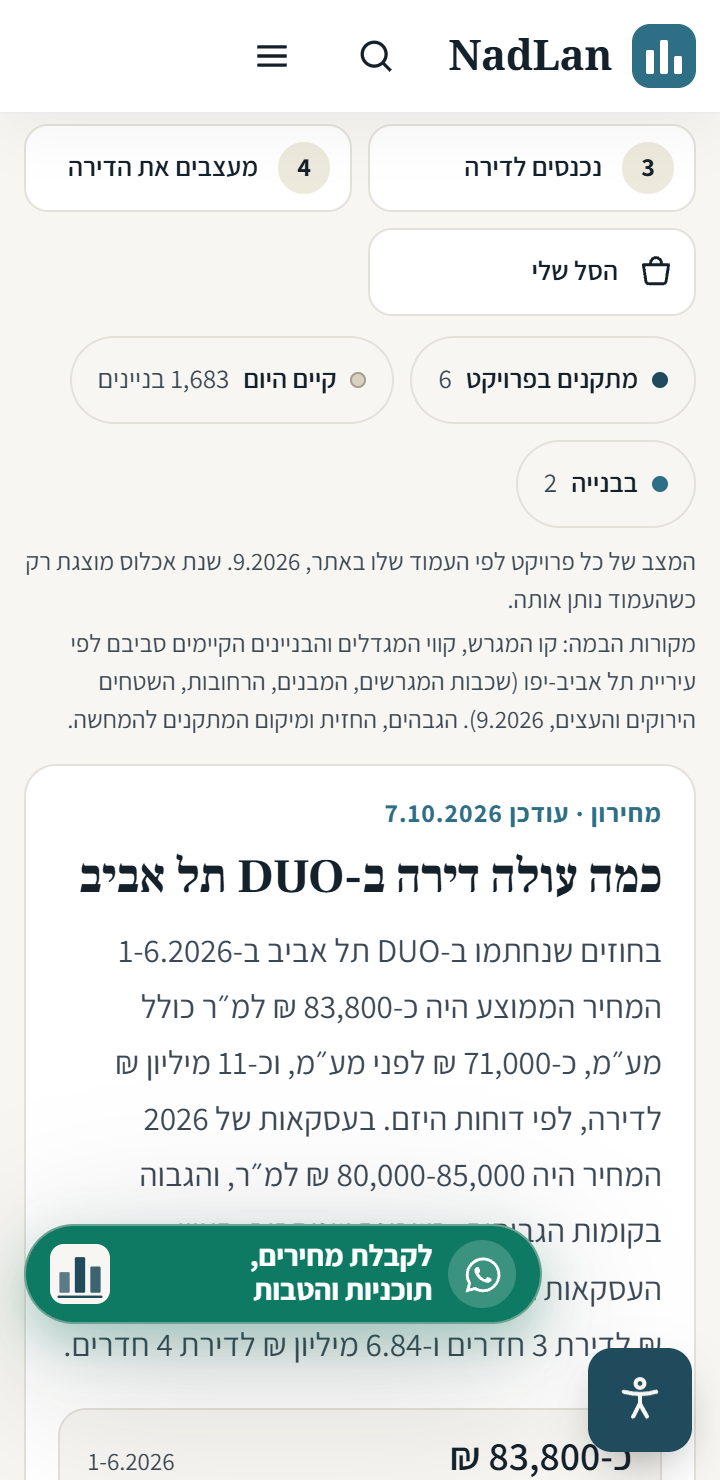 NadLan
3 נכנסים לדירה
4 מעצבים את הדירה
הסל שלי
מתקנים בפרויקט 6
קיים היום 1,683 בניינים
בבנייה 2
המצב של כל פרויקט לפי העמוד שלו באתר, 9.2026. שנת אכלוס מוצגת רק
כשהעמוד נותן אותה.
מקורות הבמה: קו המגרש, קווי המגדלים והבניינים הקיימים סביבם לפי
עיריית תל אביב-יפו (שכבות המגרשים, המבנים, הרחובות, השטחים
הירוקים והעצים, 9.2026). הגבהים, החזית ומיקום המתקנים להמחשה.
מחירון · עודכן 7.10.2026
כמה עולה דירה ב-DUO תל אביב
בחוזים שנחתמו ב-DUO תל אביב ב-1-6.2026
המחיר הממוצע היה כ-83,800 ₪ למ״ר כולל
מע״מ, כ-71,000 ₪ לפני מע״מ, וכ-11 מיליון ₪
לדירה, לפי דוחות היזם. בעסקאות של 2026
המחיר היה 80,000-85,000 ₪ למ״ר, והגבוה
בקומות
העסקאות
₪ לדירת 3 חדרים ו-6.84 מיליון ₪ לדירת 4 חדרים.
לקבלת מחירים,
תוכניות והטבות
כ-83,800 ₪
1-6.2026